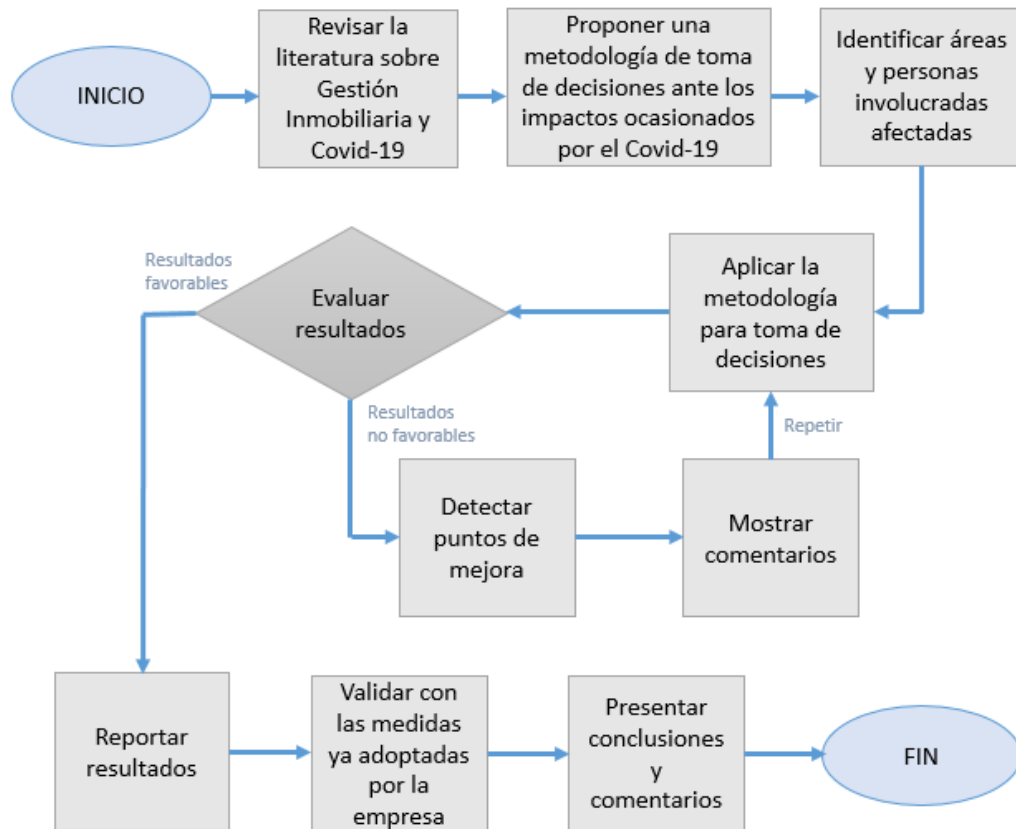 INICIO
Revisar la
literatura sobre
Gestión
Inmobiliaria y
Covid-19
Proponer una
metodología de toma
de decisiones ante los
impactos ocasionados
por el Covid-19
Identificar áreas
y personas
involucradas
afectadas
Aplicar la
metodología
para toma de
decisiones
Evaluar
resultados
Resultados
favorables
Resultados
no favorables
Detectar
puntos de
mejora
Mostrar
comentarios
Repetir
Reportar
resultados
Validar con
las medidas
ya adoptadas
por la
empresa
Presentar
conclusiones
y
comentarios
FIN